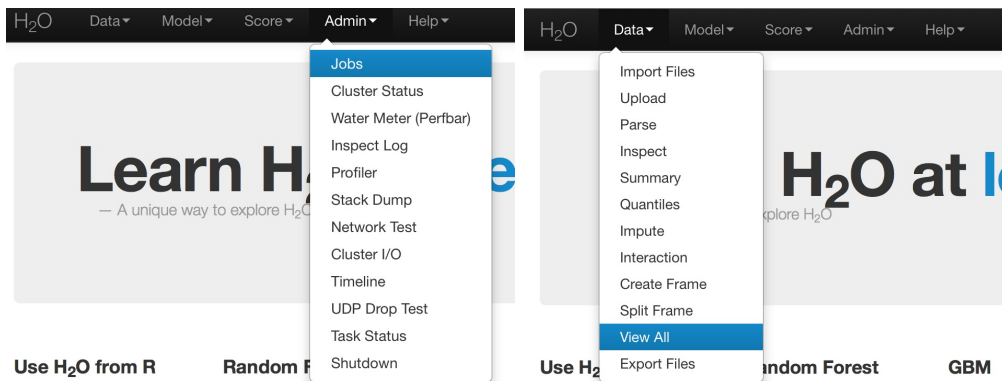 H₂O Data Model Score Admin Help
Jobs
Cluster Status
Water Meter (Perfbar)
Inspect Log
Profiler
Stack Dump
Network Test
Cluster I/O
Timeline
UDP Drop Test
Task Status
Shutdown
Learn H
— A unique way to explore H₂O
Use H₂O from R Random F
H₂O Data Model Score Admin Help
Import Files
Upload
Parse
Inspect
Summary
Quantiles
Impute
Interaction
Create Frame
Split Frame
View All
Export Files
H₂O at l
xplore H₂O
Use H₂ andom Forest GBM